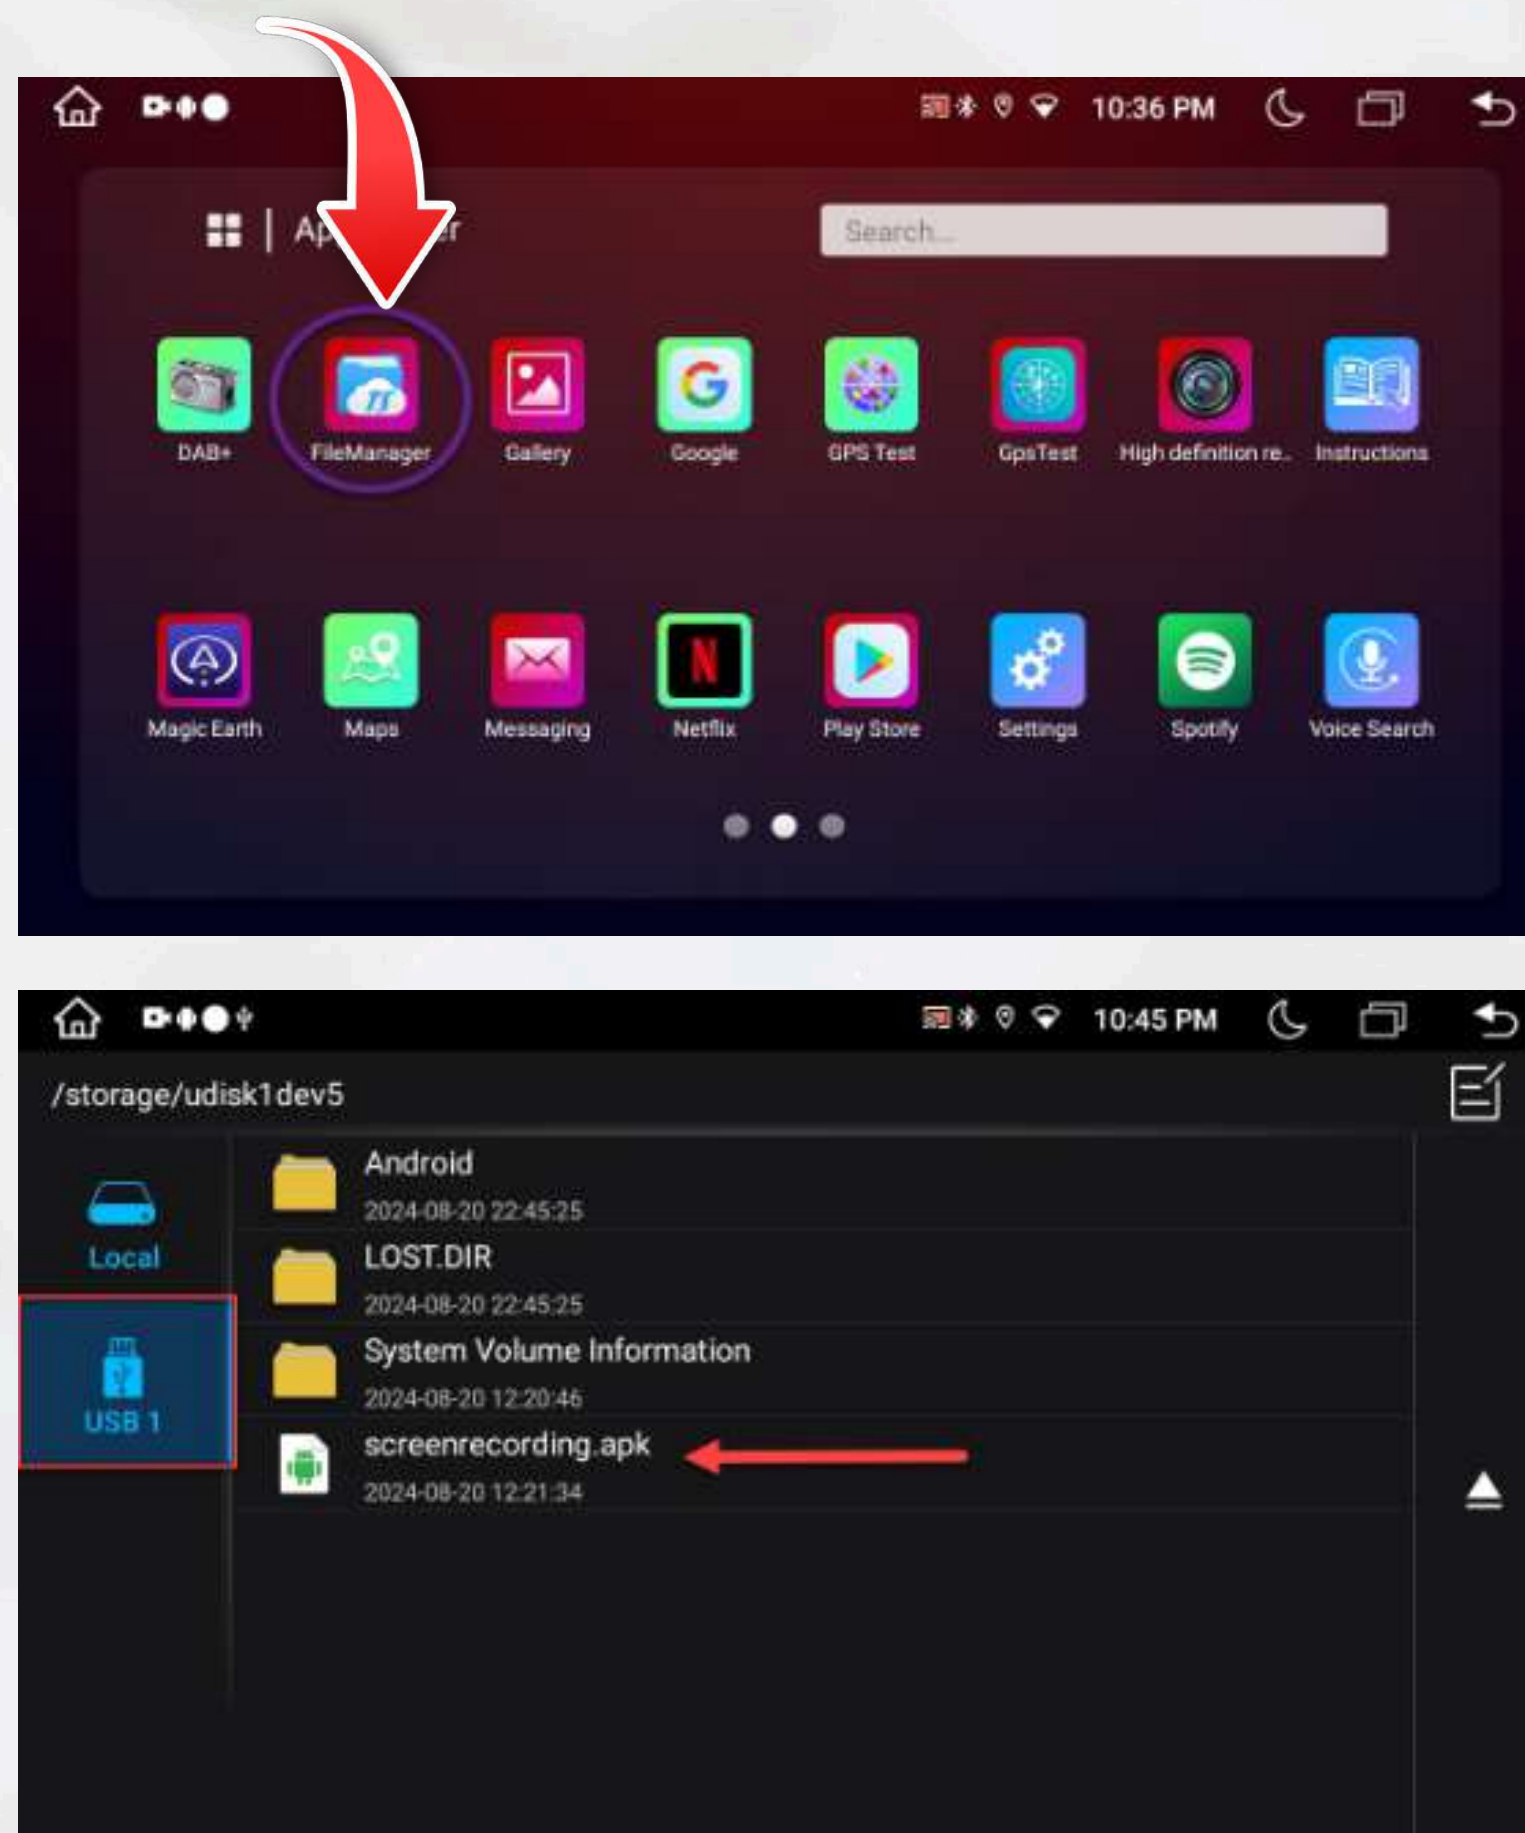 10:36 PM
Search...
DAB+ FileManager Gallery Google GPS Test GpsTest High definition re... Instructions
Magic Earth Maps Messaging Netflix Play Store Settings Spotify Voice Search
10:45 PM
/storage/udisk1dev5
Local
USB 1
Android
2024-08-20 22:45:25
LOST.DIR
2024-08-20 22:45:25
System Volume Information
2024-08-20 12:20:46
screenrecording.apk
2024-08-20 12:21:34